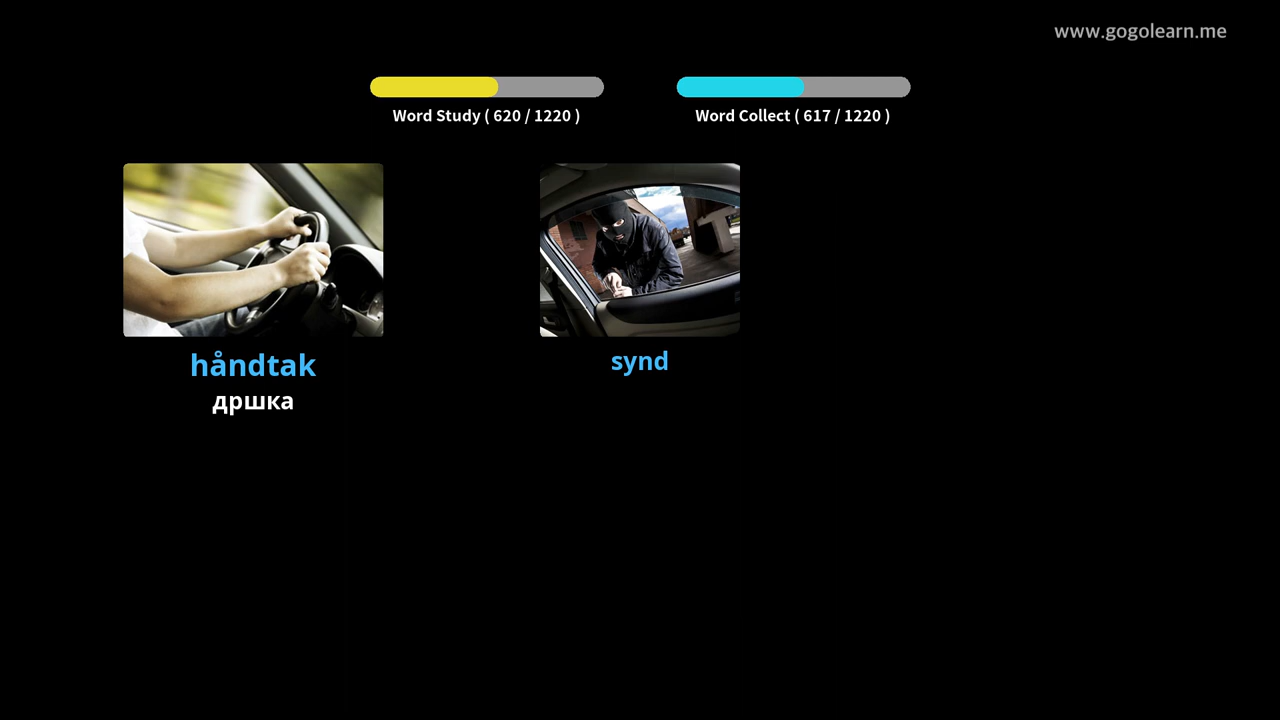 www.gogolearn.me
Word Study ( 620 / 1220 )
Word Collect ( 617 / 1220 )
håndtak
дршка
synd